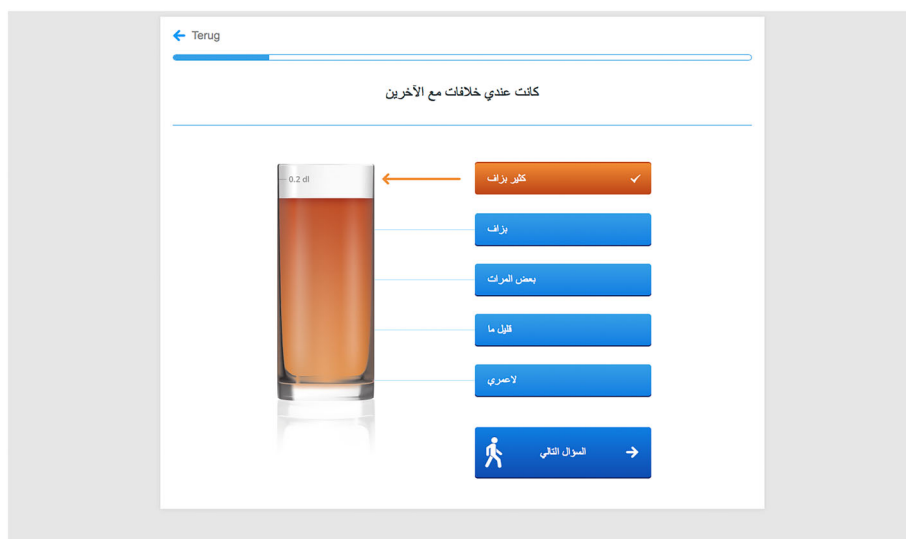 Terug
كانت عندي خلافات مع الآخرين
0.2 dl
كثير بزاف
بزاف
بعض المرات
قليل ما
لاعمري
السؤال التالي